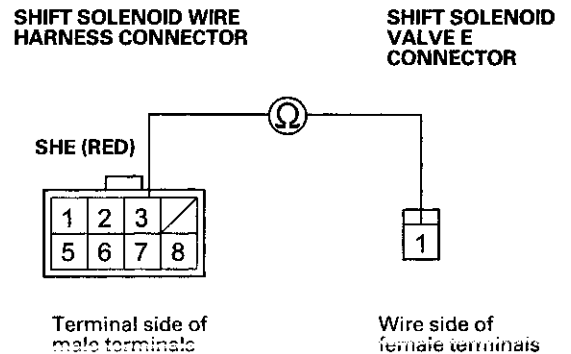 SHIFT SOLENOID WIRE
HARNESS CONNECTOR
SHIFT SOLENOID
VALVE E
CONNECTOR
Ω
SHE (RED)
1 2 3
5 6 7 8
1
Terminal side of
male terminals
Wire side of
female terminals